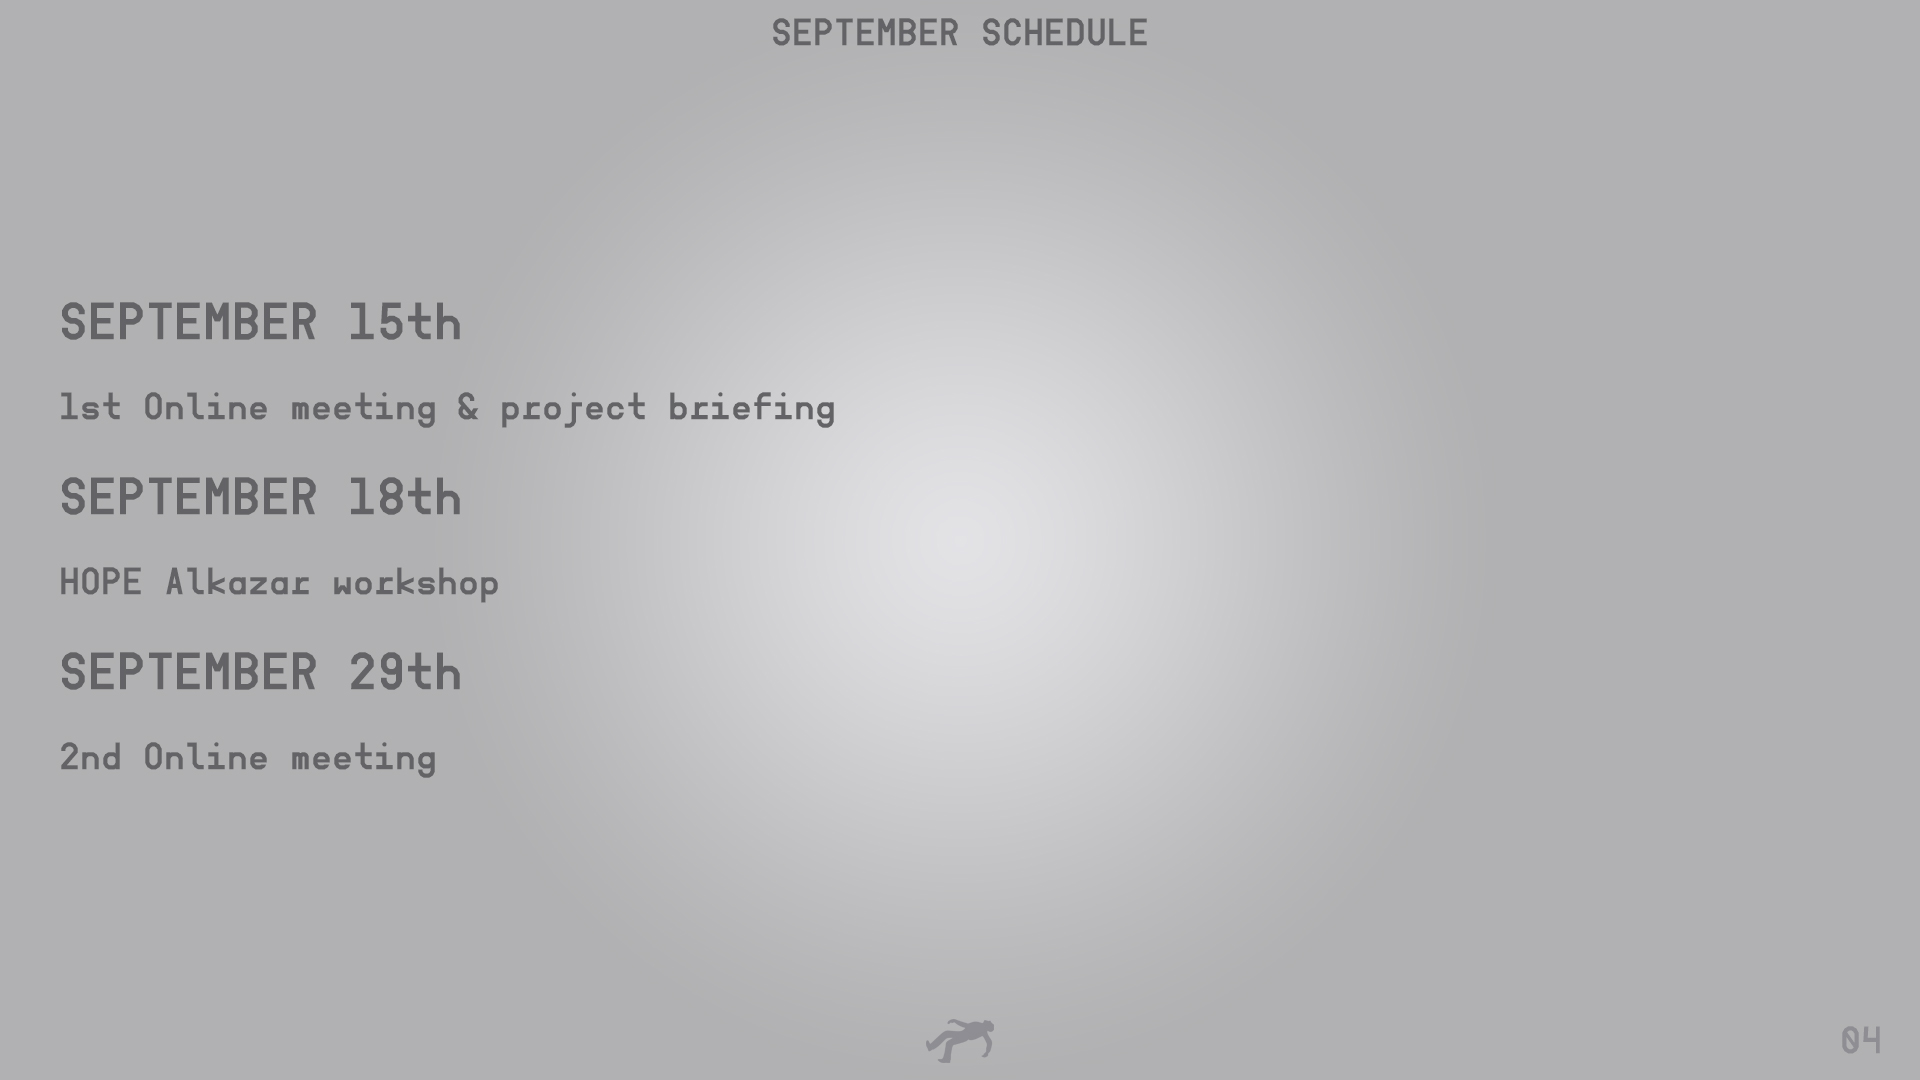 SEPTEMBER SCHEDULE
SEPTEMBER 15th
1st Online meeting & project briefing
SEPTEMBER 18th
HOPE Alkazar workshop
SEPTEMBER 29th
2nd Online meeting
04